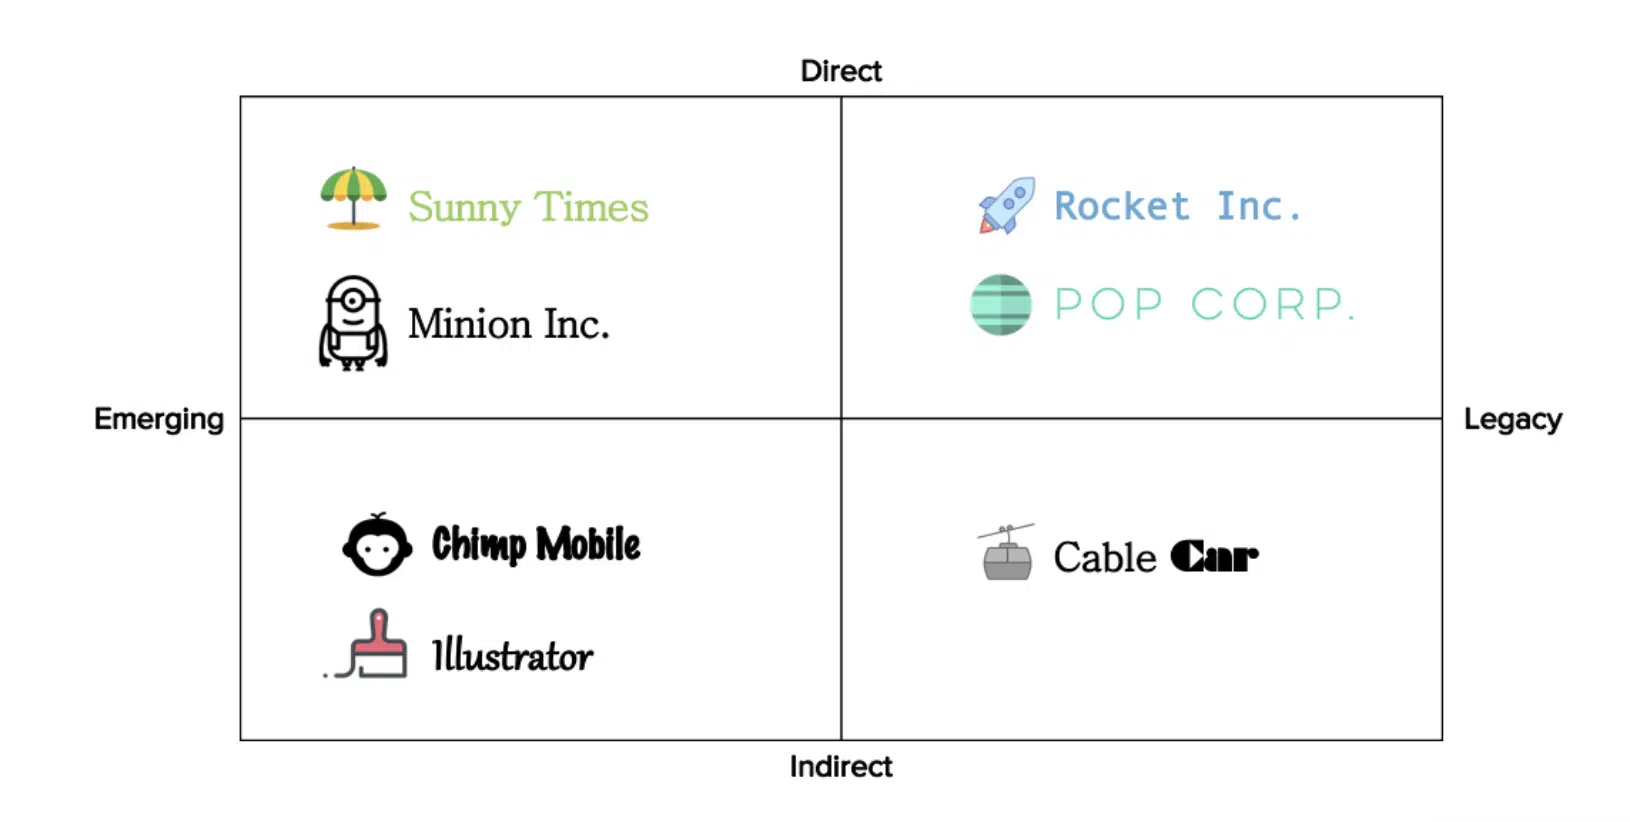 Direct
Sunny Times
Rocket Inc.
Minion Inc.
POP CORP.
Emerging
Legacy
Chimp Mobile
Cable Car
Illustrator
Indirect